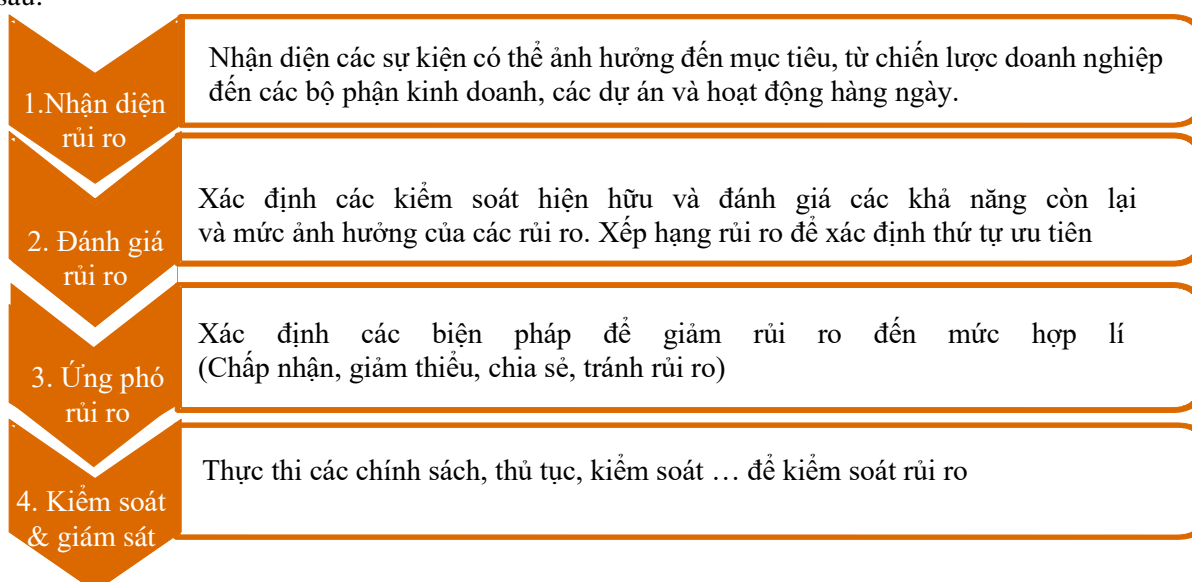 sau:
1.Nhận diện
rủi ro
Nhận diện các sự kiện có thể ảnh hưởng đến mục tiêu, từ chiến lược doanh nghiệp
đến các bộ phận kinh doanh, các dự án và hoạt động hàng ngày.
2. Đánh giá
rủi ro
Xác định các kiểm soát hiện hữu và đánh giá các khả năng còn lại
và mức ảnh hưởng của các rủi ro. Xếp hạng rủi ro để xác định thứ tự ưu tiên
3. Ứng phó
rủi ro
Xác định các biện pháp để giảm rủi ro đến mức hợp lí
(Chấp nhận, giảm thiểu, chia sẻ, tránh rủi ro)
4. Kiểm soát
& giám sát
Thực thi các chính sách, thủ tục, kiểm soát … để kiểm soát rủi ro